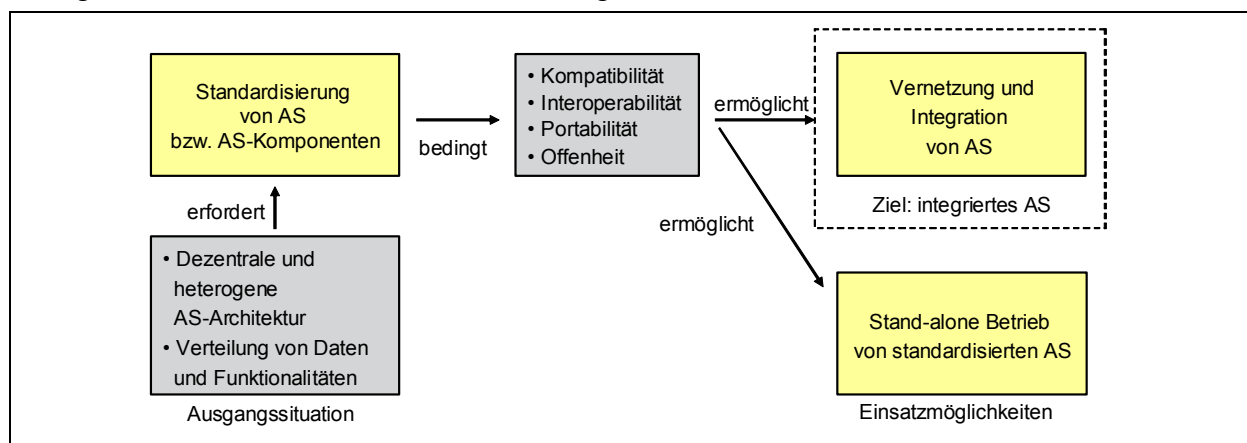 Standardisierung
von AS
bzw. AS-Komponenten
bedingt
• Kompatibilität
• Interoperabilität
• Portabilität
• Offenheit
ermöglicht
Vernetzung und
Integration
von AS
Ziel: integriertes AS
erfordert
ermöglicht
• Dezentrale und
heterogene
AS-Architektur
• Verteilung von Daten
und Funktionalitäten
Ausgangssituation
Stand-alone Betrieb
von standardisierten AS
Einsatzmöglichkeiten